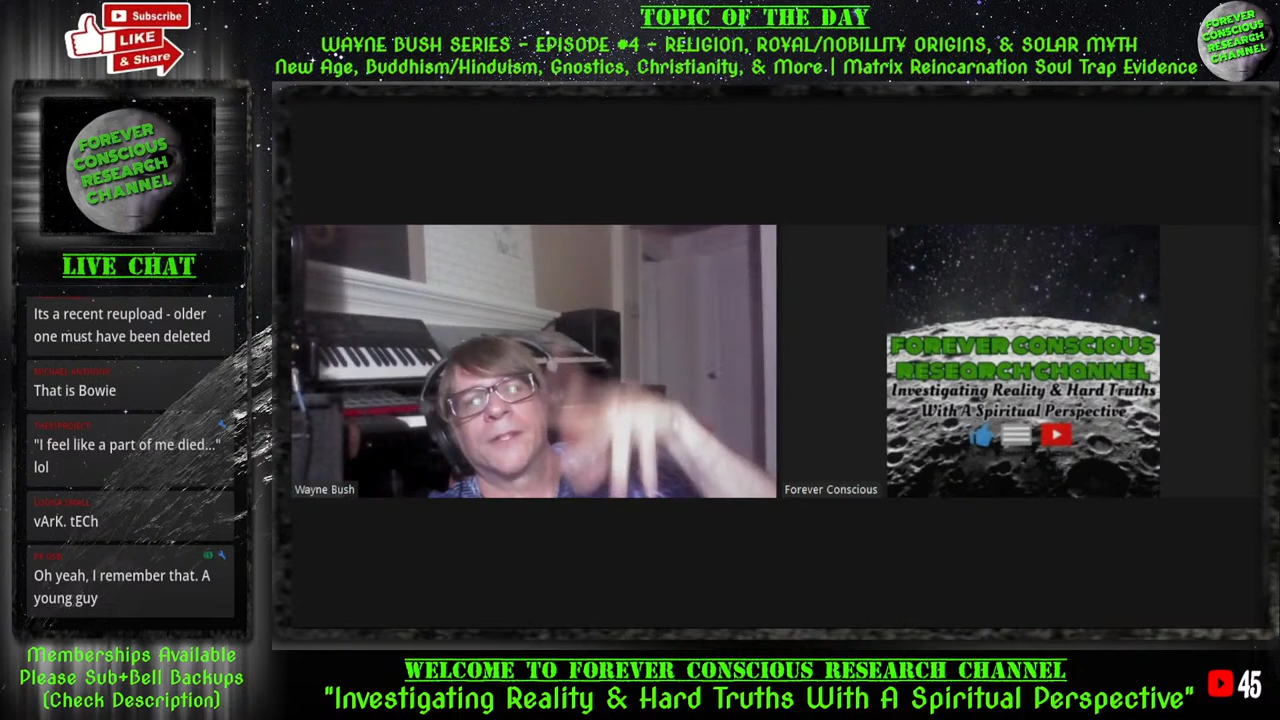 Subscribe
LIKE
& Share
TOPIC OF THE DAY
WAYNE BUSH SERIES - EPISODE #4 - RELIGION, ROYAL/NOBILLITY ORIGINS, & SOLAR MYTH
New Age, Buddhism/Hinduism, Gnostics, Christianity, & More | Matrix Reincarnation Soul Trap Evidence
FOREVER
CONSCIOUS
RESEARCH
CHANNEL
FOREVER
CONSCIOUS
RESEARCH
CHANNEL
LIVE CHAT
Its a recent reupload - older
one must have been deleted
MICHAEL ANTHONY
That is Bowie
"I feel like a part of me died..."
lol
vArK. tECh
Oh yeah, I remember that. A
young guy
Wayne Bush
FOREVER CONSCIOUS
RESEARCH CHANNEL
Investigating Reality & Hard Truths
With A Spiritual Perspective
Forever Conscious
Memberships Available
Please Sub+Bell Backups
(Check Description)
WELCOME TO FOREVER CONSCIOUS RESEARCH CHANNEL
"Investigating Reality & Hard Truths With A Spiritual Perspective"
45